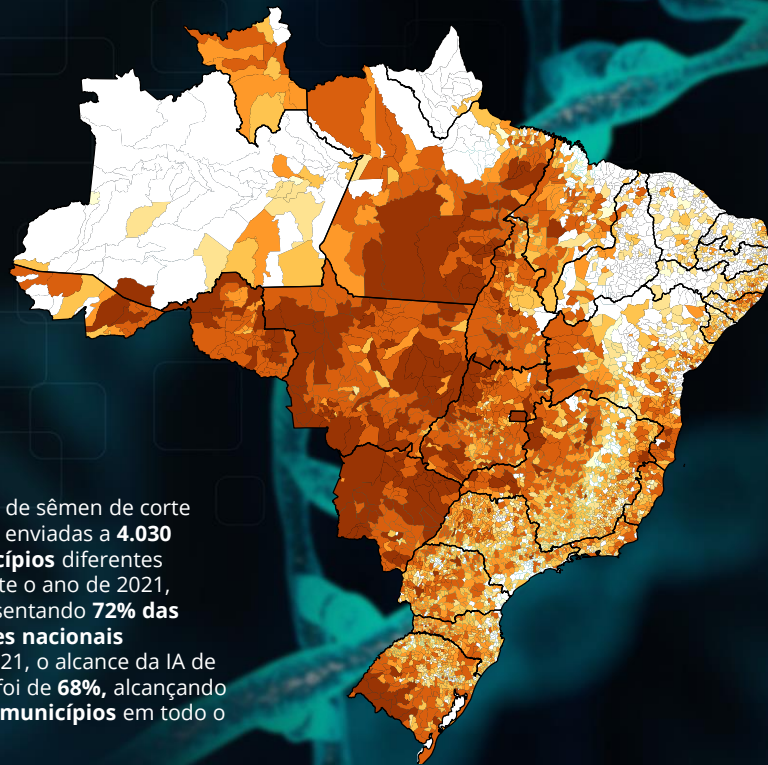 de sêmen de corte
enviadas a 4.030
cípios diferentes
te o ano de 2021,
sentando 72% das
es nacionais
21, o alcance da IA de
foi de 68%, alcançando
municípios em todo o